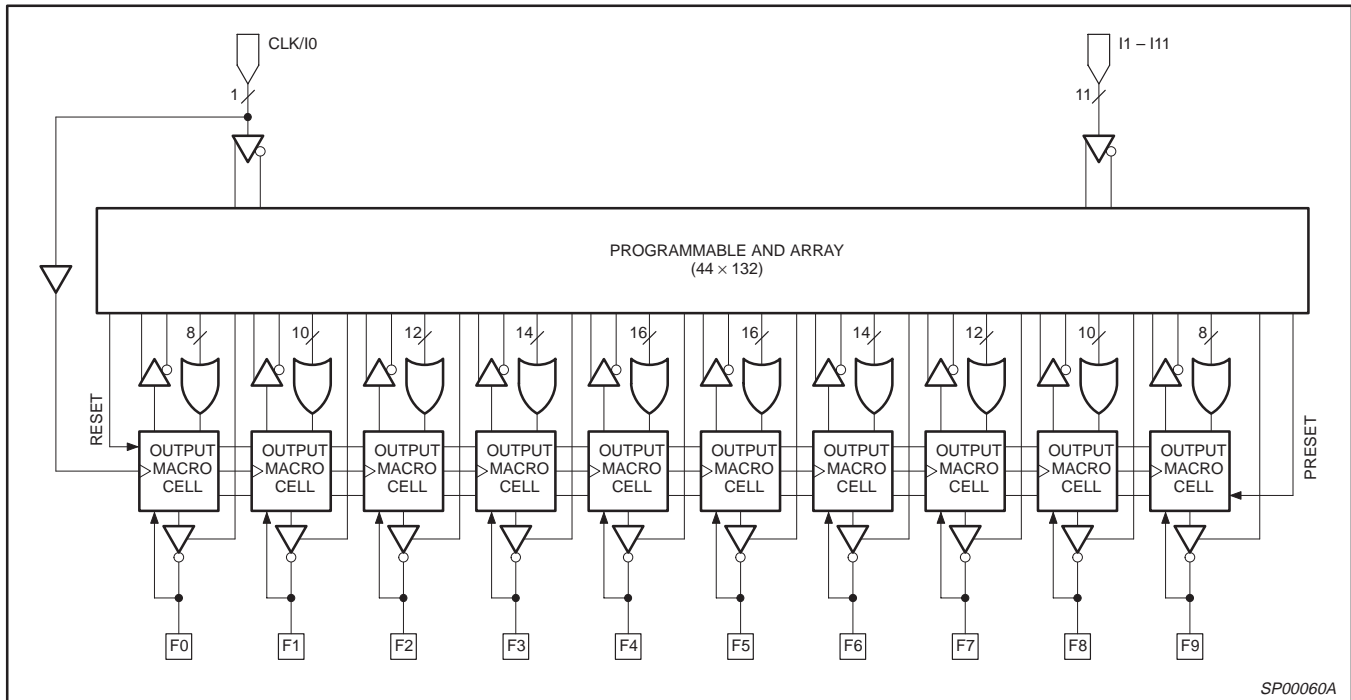 CLK/I0
I1 – I11
1
11
PROGRAMMABLE AND ARRAY
(44 × 132)
8
10
12
14
16
16
14
12
10
8
RESET
PRESET
OUTPUT
MACRO
CELL
OUTPUT
MACRO
CELL
OUTPUT
MACRO
CELL
OUTPUT
MACRO
CELL
OUTPUT
MACRO
CELL
OUTPUT
MACRO
CELL
OUTPUT
MACRO
CELL
OUTPUT
MACRO
CELL
OUTPUT
MACRO
CELL
OUTPUT
MACRO
CELL
F0
F1
F2
F3
F4
F5
F6
F7
F8
F9
SP00060A